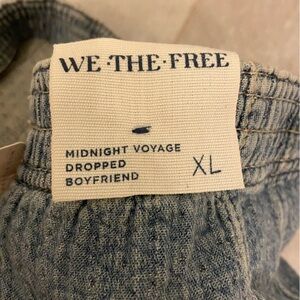 WE·THE·FREE
MIDNIGHT VOYAGE
DROPPED
BOYFRIEND
XL